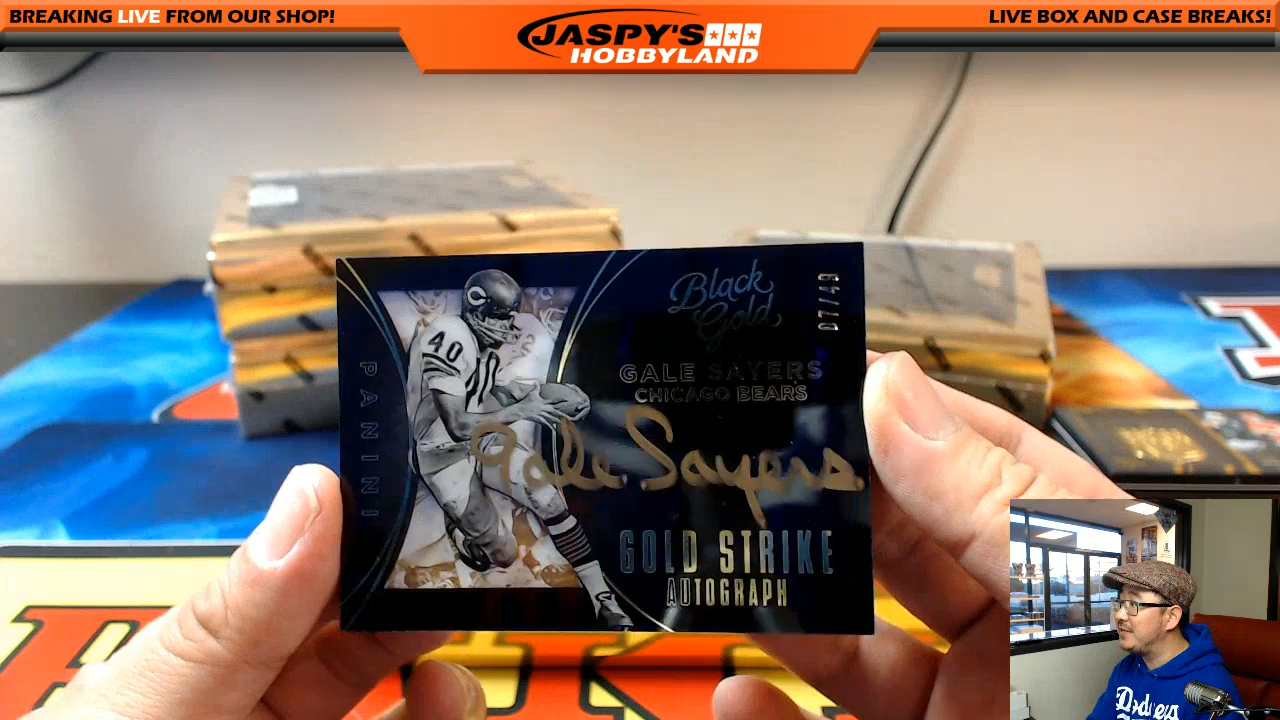 BREAKING LIVE FROM OUR SHOP!
JASPY'S
HOBBYLAND
LIVE BOX AND CASE BREAKS!
Black
Gold
07/49
GALE SAYERS
CHICAGO BEARS
PANINI
40
Gale Sayers
GOLD STRIKE
AUTOGRAPH
Dodgers